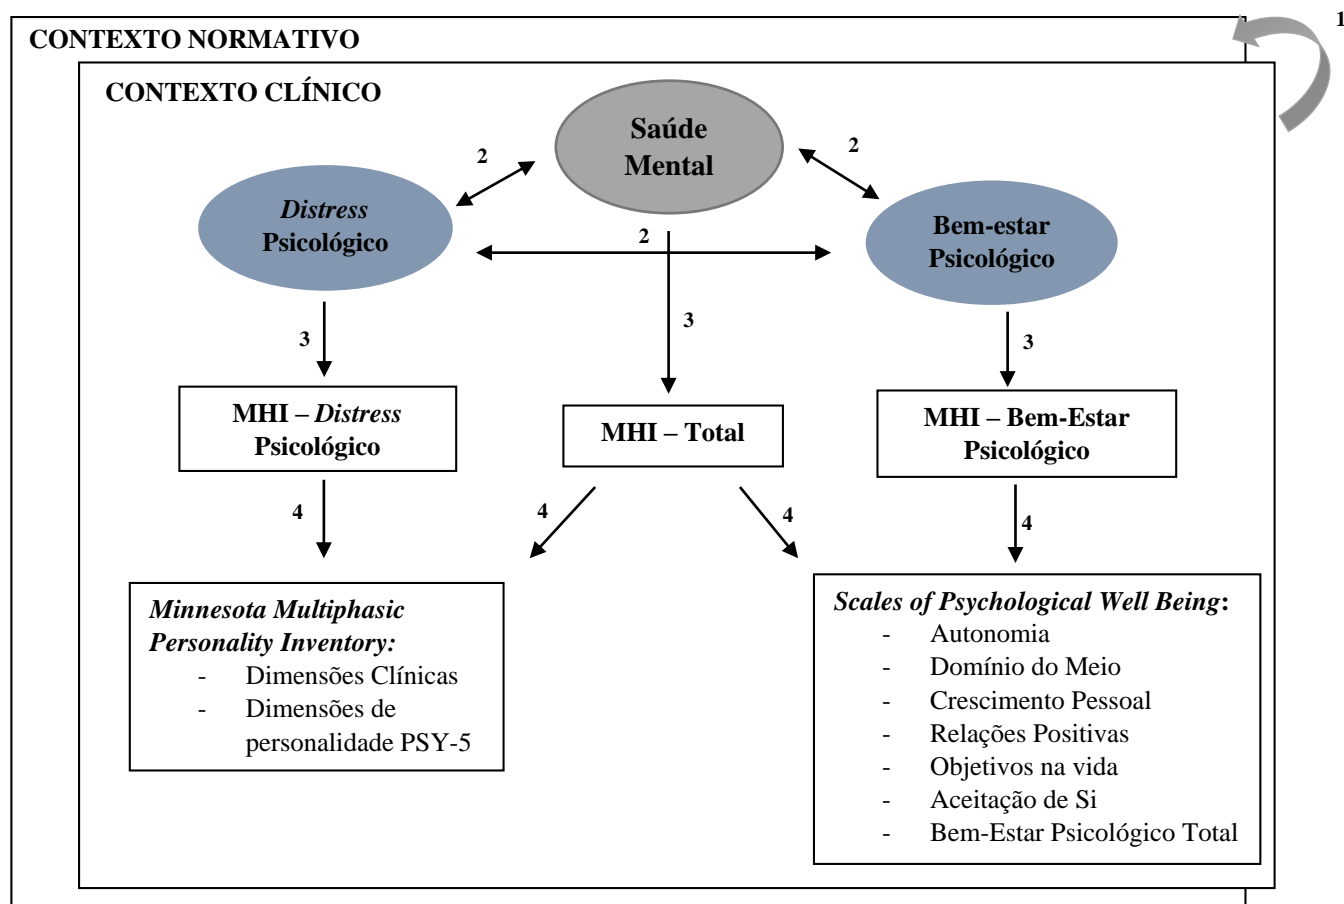 1
CONTEXTO NORMATIVO
CONTEXTO CLÍNICO
Saúde
Mental
2
2
Distress
Psicológico
2
Bem-estar
Psicológico
3
3
3
MHI – Distress
Psicológico
MHI – Total
MHI – Bem-Estar
Psicológico
4
4
4
4
Minnesota Multiphasic
Personality Inventory:
- Dimensões Clínicas
- Dimensões de
personalidade PSY-5
Scales of Psychological Well Being:
- Autonomia
- Domínio do Meio
- Crescimento Pessoal
- Relações Positivas
- Objetivos na vida
- Aceitação de Si
- Bem-Estar Psicológico Total